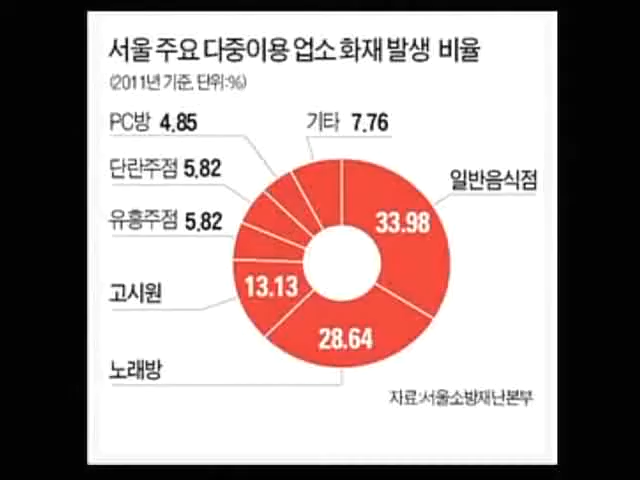 서울 주요 다중이용 업소 화재 발생 비율
(2011년 기준, 단위:%)
PC방 4.85
기타 7.76
단란주점 5.82
일반음식점
33.98
유흥주점 5.82
고시원
13.13
28.64
노래방
자료:서울소방재난본부